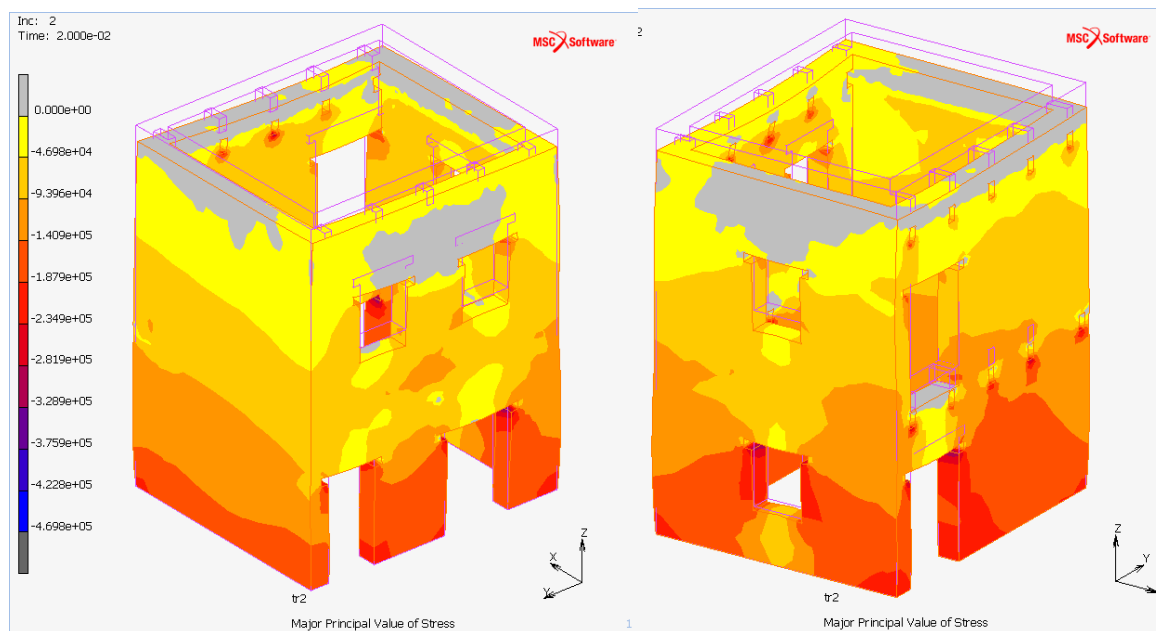 Inc: 2
Time: 2.000e-02
MSC Software
0.000e+00
-4.698e+04
-9.396e+04
-1.409e+05
-1.879e+05
-2.349e+05
-2.819e+05
-3.289e+05
-3.759e+05
-4.228e+05
-4.698e+05
Z
X
Y
tr2
Major Principal Value of Stress
1
2
MSC Software
Z
Y
tr2
Major Principal Value of Stress